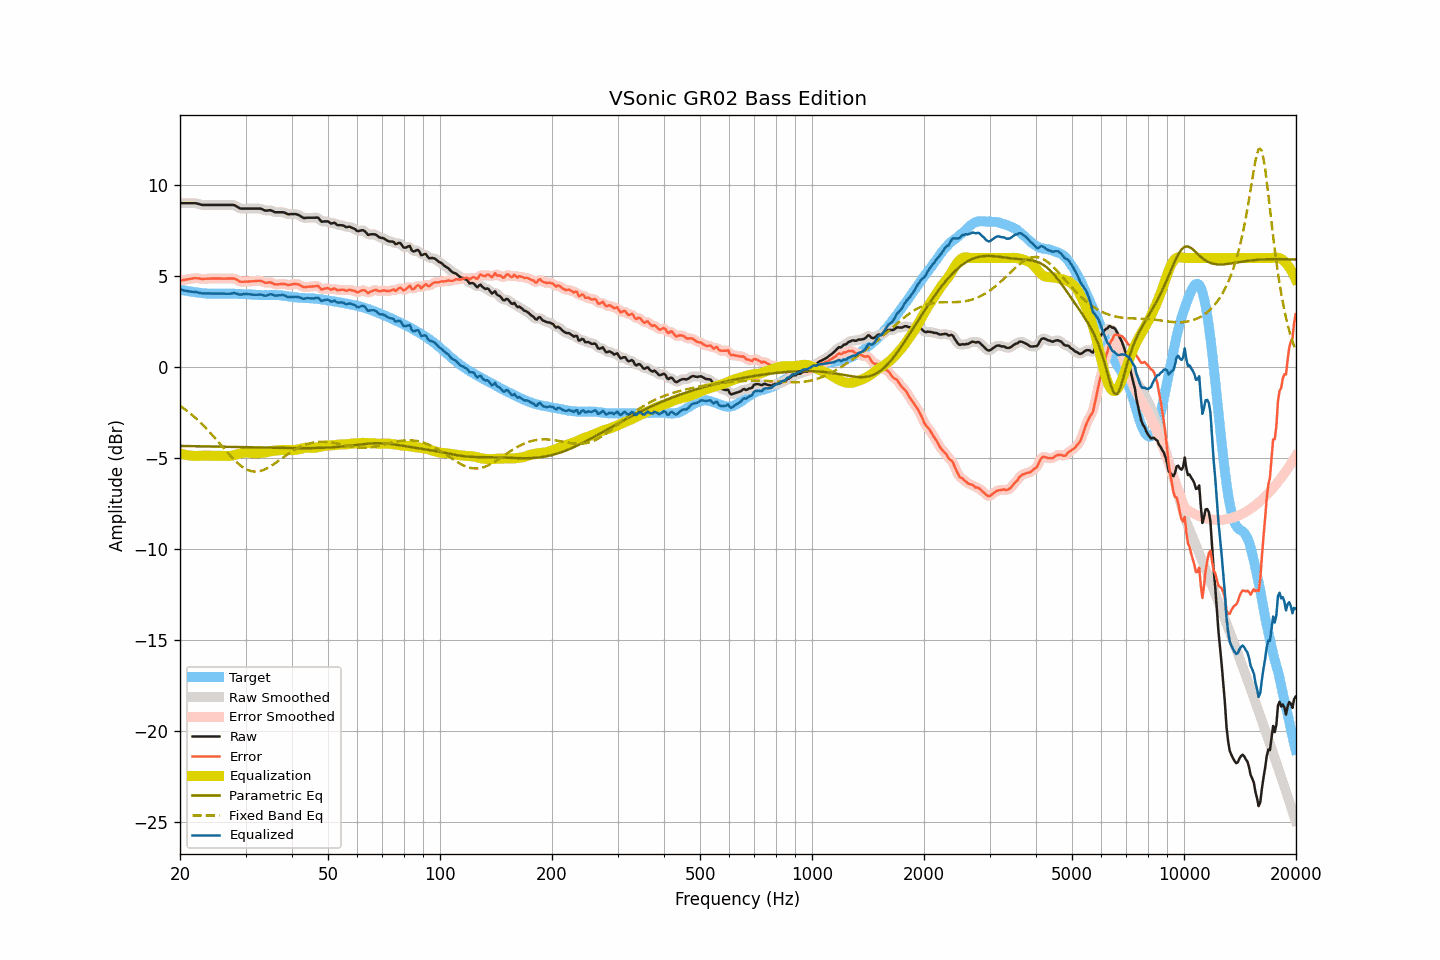 VSonic GR02 Bass Edition
Amplitude (dBr)
10
5
0
−5
−10
−15
−20
−25
Target
Raw Smoothed
Error Smoothed
Raw
Error
Equalization
Parametric Eq
Fixed Band Eq
Equalized
20 50 100 200 500 1000 2000 5000 10000 20000
Frequency (Hz)